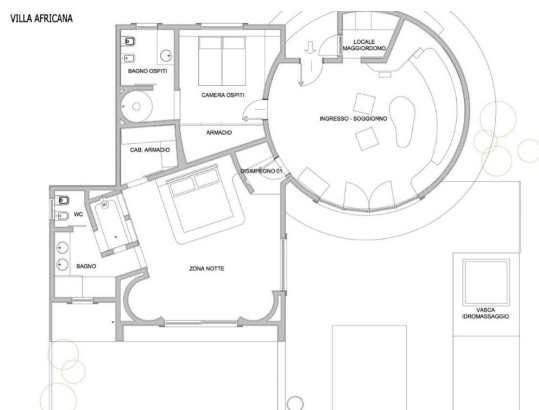 VILLA AFRICANA
LOCALE
MAGGIORDOMO
BAGNO OSPITI
CAMERA OSPITI
INGRESSO - SOGGIORNO
ARMADIO
CAB. ARMADIO
DISIMPEGNO 01
WC
BAGNO
ZONA NOTTE
VASCA
IDROMASSAGGIO